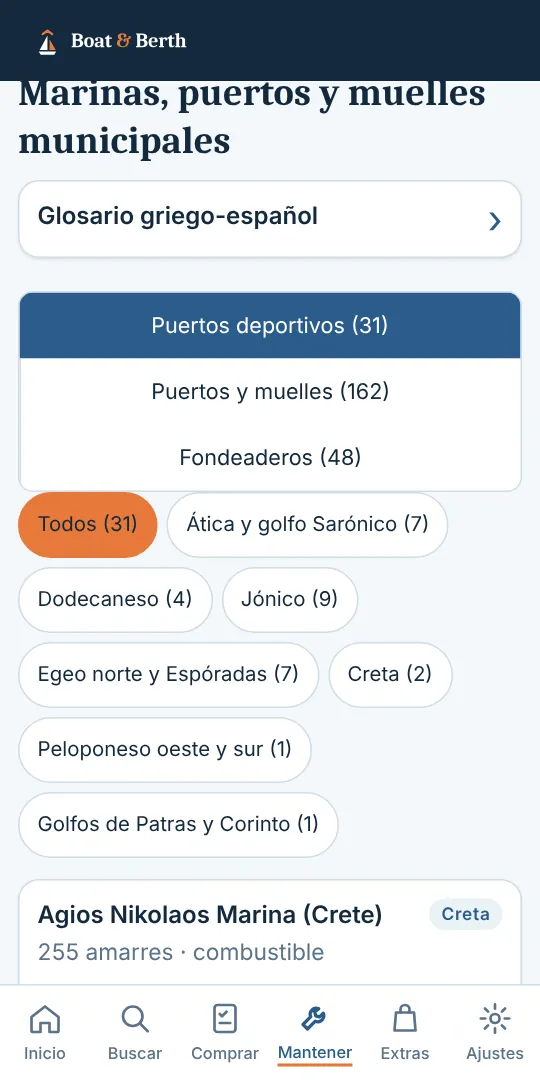 Boat & Berth
Marinas, puertos y muelles
municipales
Glosario griego-español
Puertos deportivos (31)
Puertos y muelles (162)
Fondeaderos (48)
Todos (31)
Ática y golfo Sarónico (7)
Dodecaneso (4)
Jónico (9)
Egeo norte y Espóradas (7)
Creta (2)
Peloponeso oeste y sur (1)
Golfos de Patras y Corinto (1)
Agios Nikolaos Marina (Crete)
Creta
255 amarres · combustible
Inicio
Buscar
Comprar
Mantener
Extras
Ajustes